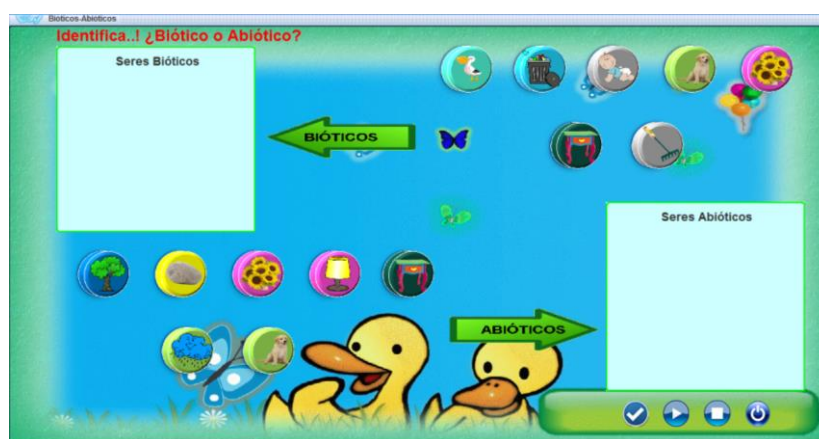 Bioticos-Abioticos
Identifica..! ¿Biótico o Abiótico?
Seres Bióticos
BIÓTICOS
Seres Abióticos
ABIÓTICOS